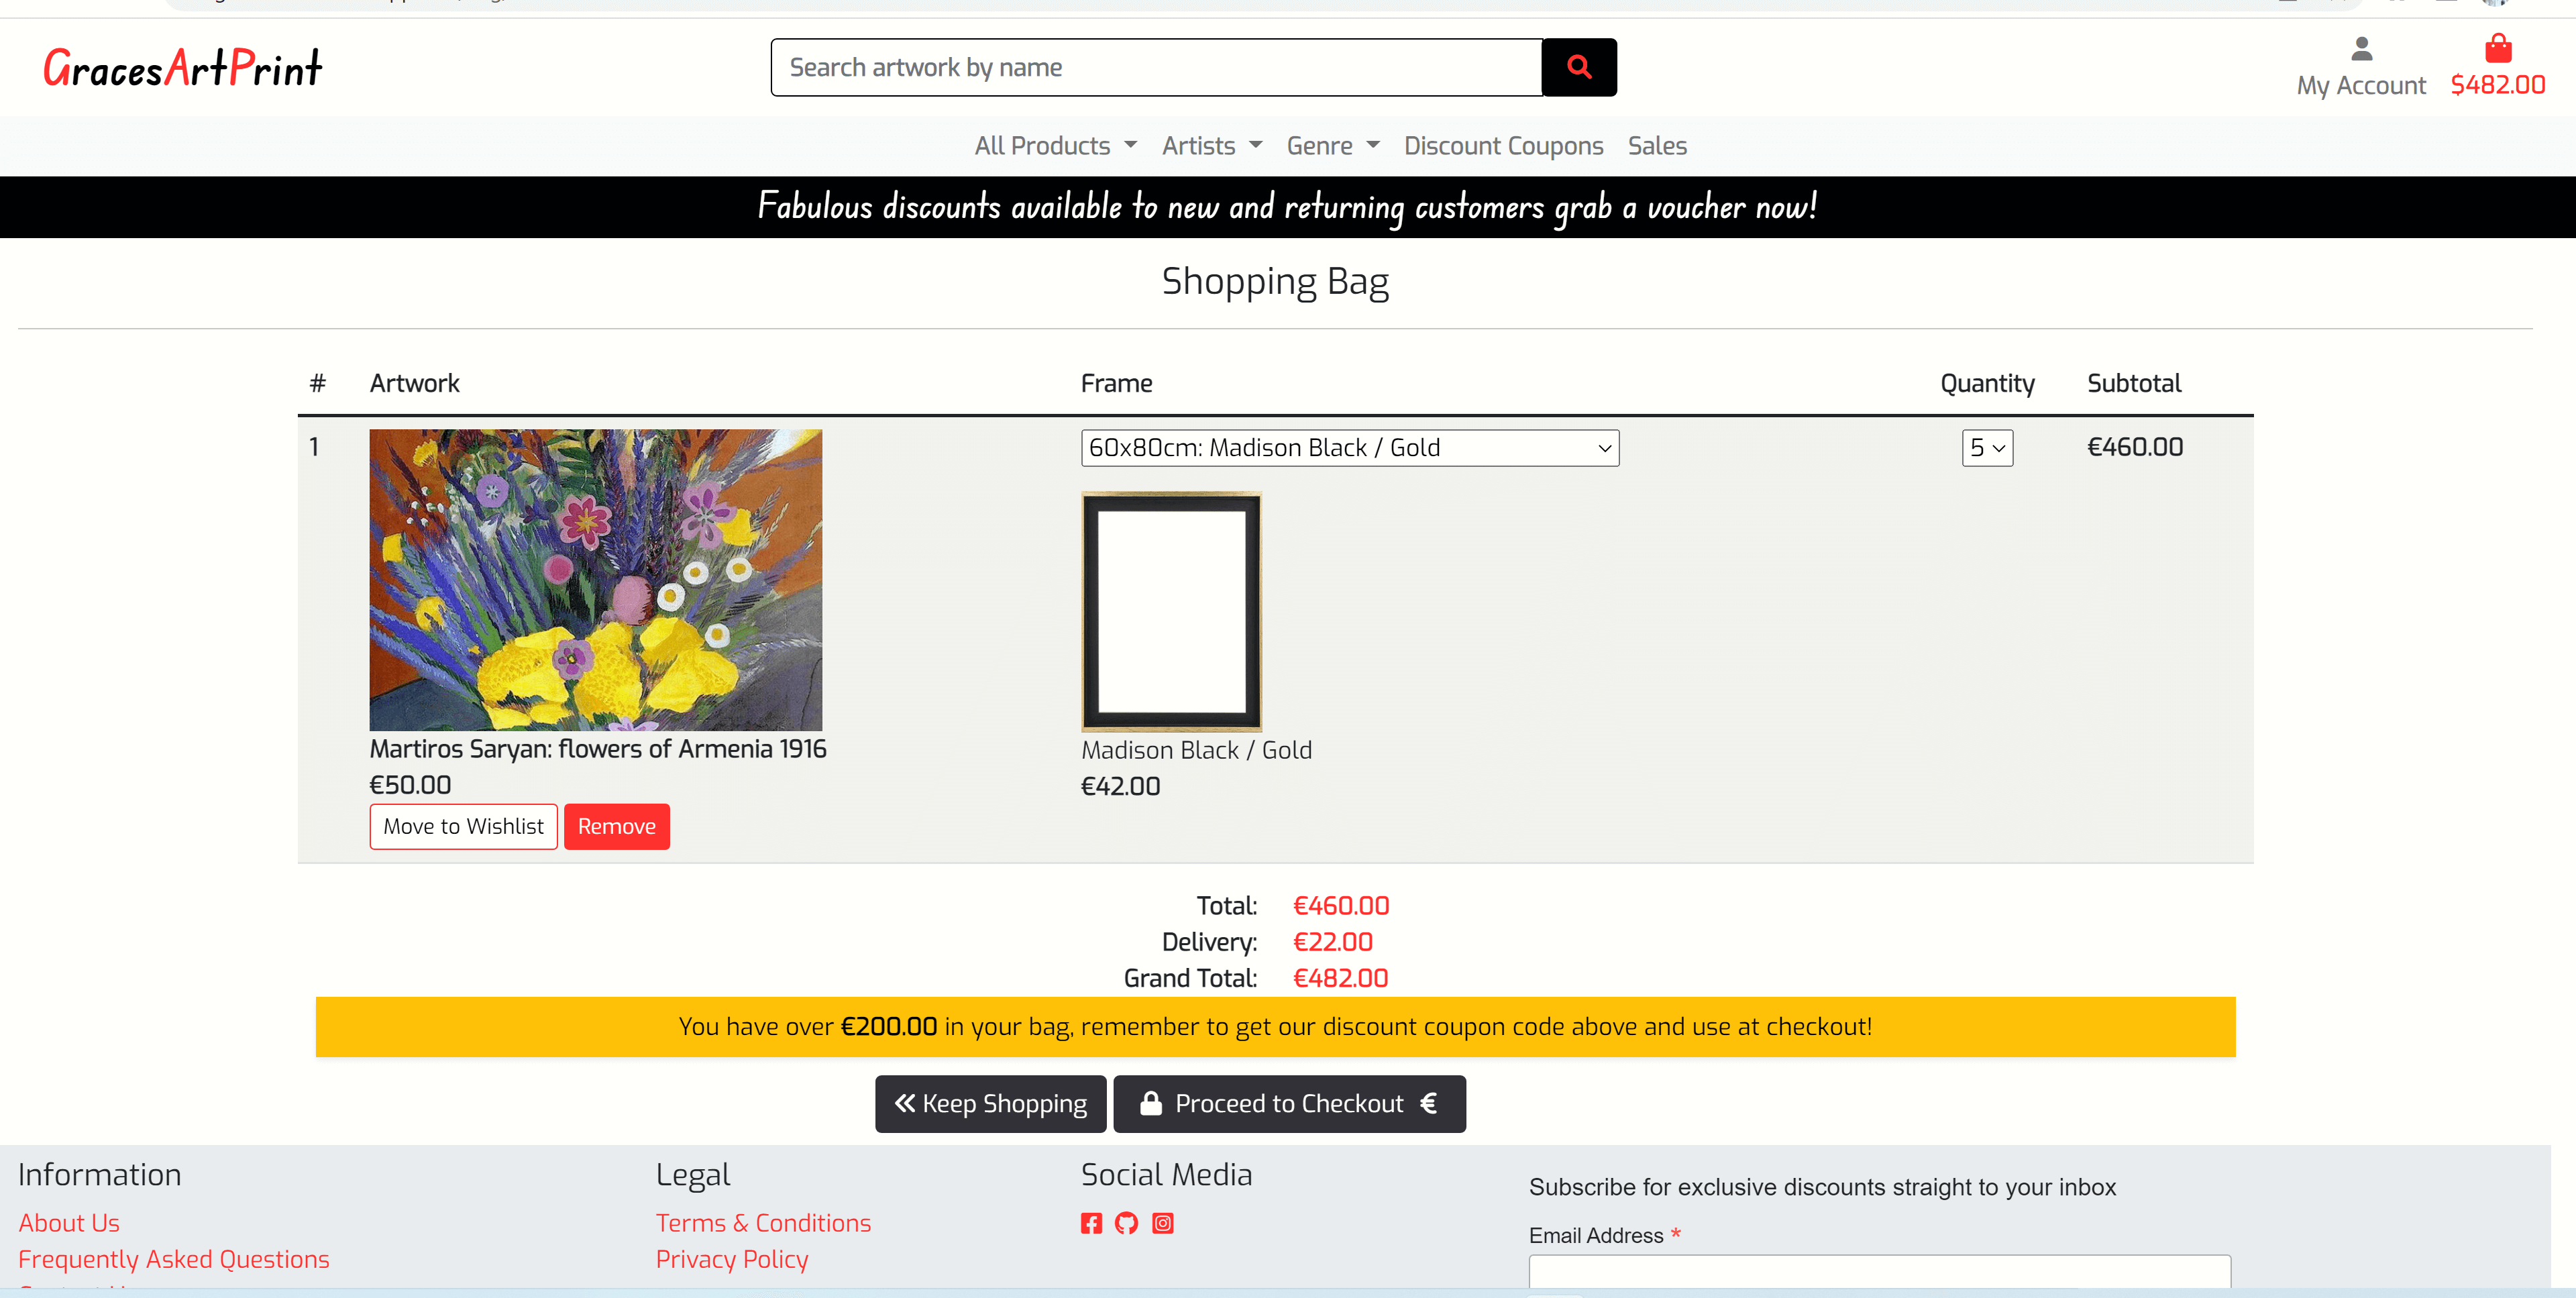 GracesArtPrint
Search artwork by name
My Account
$482.00
All Products Artists Genre Discount Coupons Sales
Fabulous discounts available to new and returning customers grab a voucher now!
Shopping Bag
# Artwork Frame Quantity Subtotal
1 60x80cm: Madison Black / Gold 5 €460.00
Martiros Saryan: flowers of Armenia 1916
€50.00
Madison Black / Gold
€42.00
Move to Wishlist Remove
Total: €460.00
Delivery: €22.00
Grand Total: €482.00
You have over €200.00 in your bag, remember to get our discount coupon code above and use at checkout!
Keep Shopping Proceed to Checkout €
Information
About Us
Frequently Asked Questions
Legal
Terms & Conditions
Privacy Policy
Social Media
Subscribe for exclusive discounts straight to your inbox
Email Address *